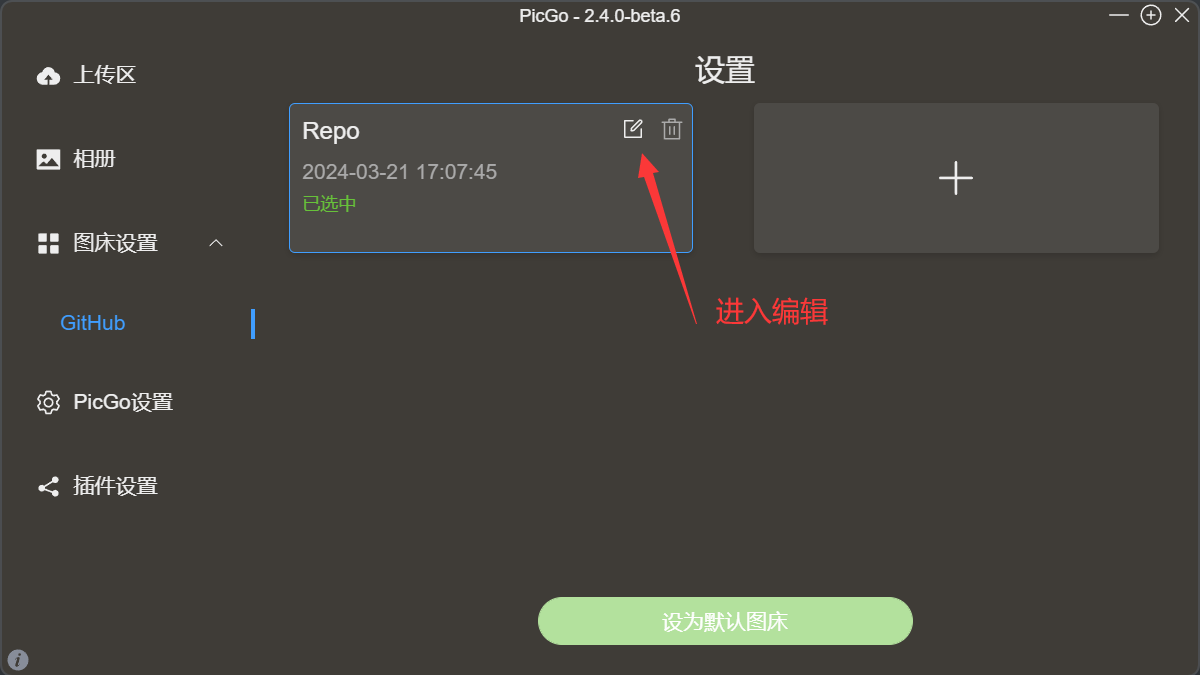 PicGo - 2.4.0-beta.6
上传区
相册
图床设置
GitHub
PicGo设置
插件设置
设置
Repo
2024-03-21 17:07:45
已选中
进入编辑
设为默认图床